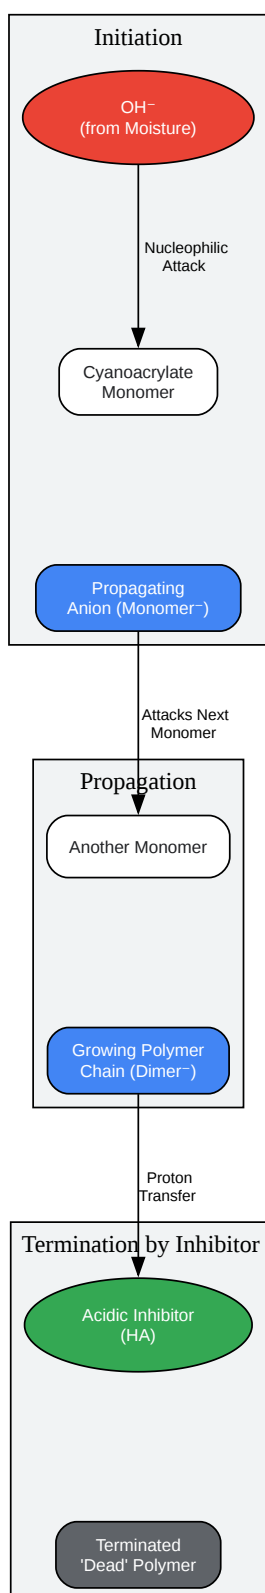 Initiation
OH⁻
(from Moisture)
Nucleophilic
Attack
Cyanoacrylate
Monomer
Propagating
Anion (Monomer⁻)
Attacks Next
Monomer
Propagation
Another Monomer
Growing Polymer
Chain (Dimer⁻)
Proton
Transfer
Termination by Inhibitor
Acidic Inhibitor
(HA)
Terminated
'Dead' Polymer